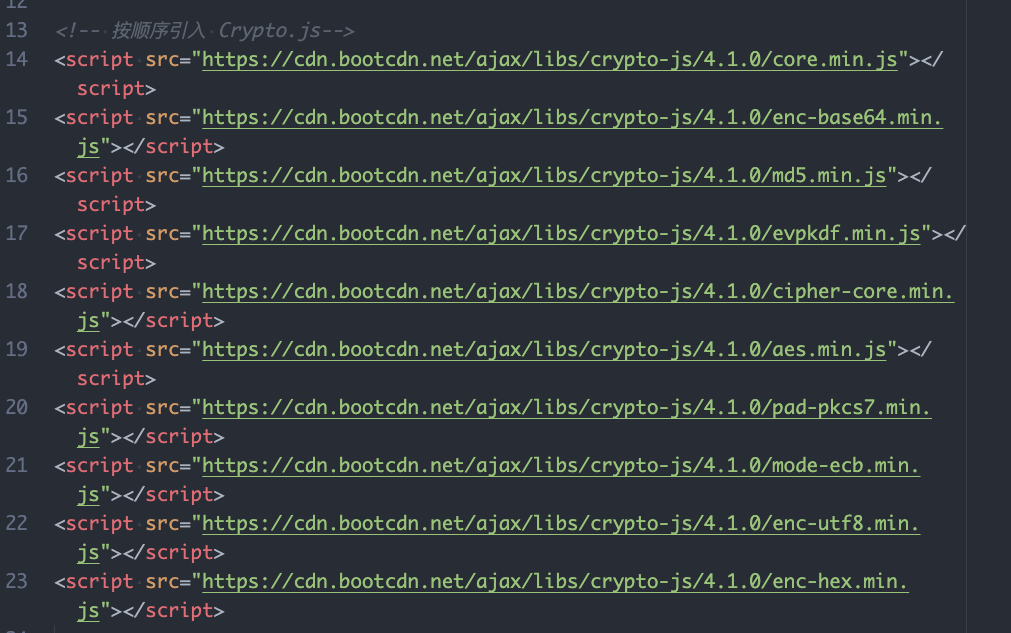 12
13 <!-- 按顺序引入 Crypto.js-->
14 <script src="https://cdn.bootcdn.net/ajax/libs/crypto-js/4.1.0/core.min.js"></
script>
15 <script src="https://cdn.bootcdn.net/ajax/libs/crypto-js/4.1.0/enc-base64.min.
js"></script>
16 <script src="https://cdn.bootcdn.net/ajax/libs/crypto-js/4.1.0/md5.min.js"></
script>
17 <script src="https://cdn.bootcdn.net/ajax/libs/crypto-js/4.1.0/evpkdf.min.js"></
script>
18 <script src="https://cdn.bootcdn.net/ajax/libs/crypto-js/4.1.0/cipher-core.min.
js"></script>
19 <script src="https://cdn.bootcdn.net/ajax/libs/crypto-js/4.1.0/aes.min.js"></
script>
20 <script src="https://cdn.bootcdn.net/ajax/libs/crypto-js/4.1.0/pad-pkcs7.min.
js"></script>
21 <script src="https://cdn.bootcdn.net/ajax/libs/crypto-js/4.1.0/mode-ecb.min.
js"></script>
22 <script src="https://cdn.bootcdn.net/ajax/libs/crypto-js/4.1.0/enc-utf8.min.
js"></script>
23 <script src="https://cdn.bootcdn.net/ajax/libs/crypto-js/4.1.0/enc-hex.min.
js"></script>